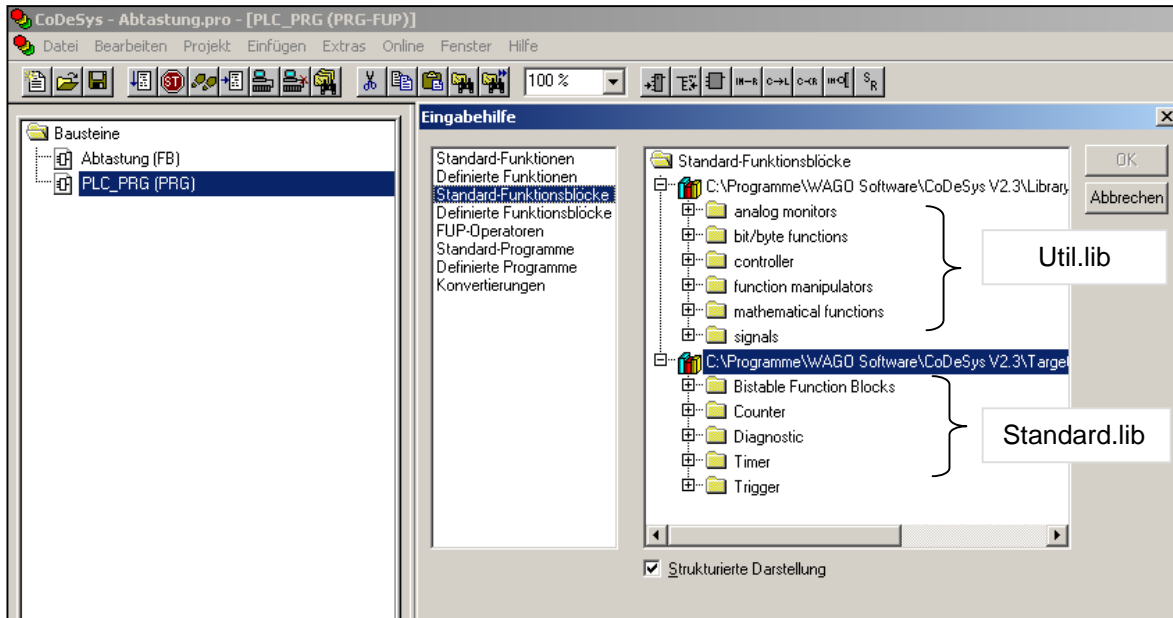 CoDeSys - Abtastung.pro - [PLC_PRG (PRG-FUP)]
Datei Bearbeiten Projekt Einfügen Extras Online Fenster Hilfe
100 %
Bausteine
Abtastung (FB)
PLC_PRG (PRG)
Eingabehilfe
Standard-Funktionen
Definierte Funktionen
Standard-Funktionsblöcke
Definierte Funktionsblöcke
FUP-Operatoren
Standard-Programme
Definierte Programme
Konvertierungen
Standard-Funktionsblöcke
C:\Programme\WAGO Software\CoDeSys V2.3\Library
analog monitors
bit/byte functions
controller
function manipulators
mathematical functions
signals
C:\Programme\WAGO Software\CoDeSys V2.3\Target
Bistable Function Blocks
Counter
Diagnostic
Timer
Trigger
Strukturierte Darstellung
OK
Abbrechen
Util.lib
Standard.lib